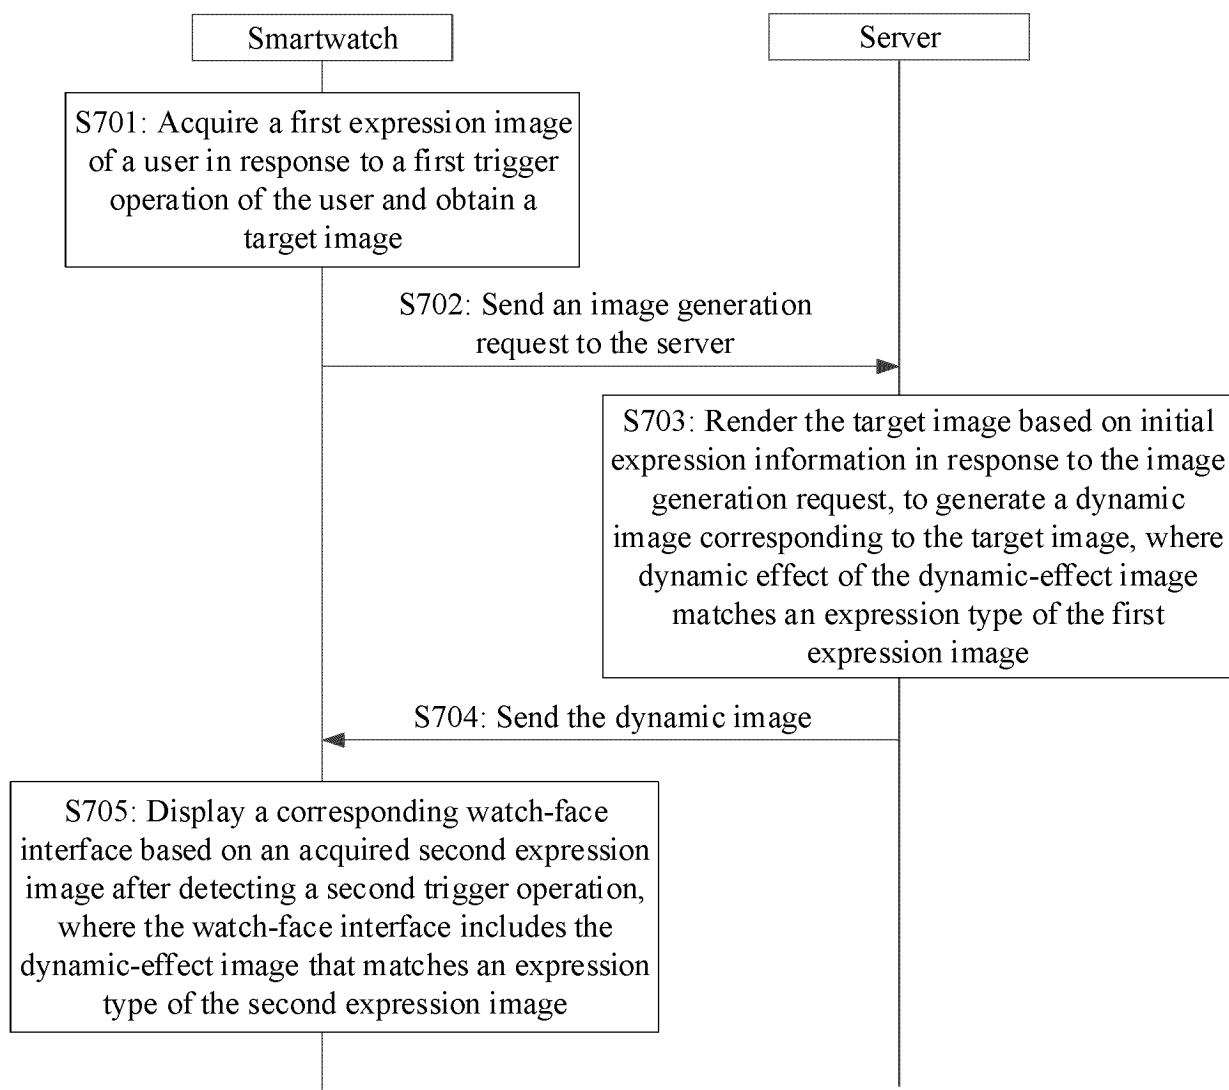 Smartwatch
Server
S701: Acquire a first expression image
of a user in response to a first trigger
operation of the user and obtain a
target image
S702: Send an image generation
request to the server
S703: Render the target image based on initial
expression information in response to the image
generation request, to generate a dynamic
image corresponding to the target image, where
dynamic effect of the dynamic-effect image
matches an expression type of the first
expression image
S704: Send the dynamic image
S705: Display a corresponding watch-face
interface based on an acquired second expression
image after detecting a second trigger operation,
where the watch-face interface includes the
dynamic-effect image that matches an expression
type of the second expression image